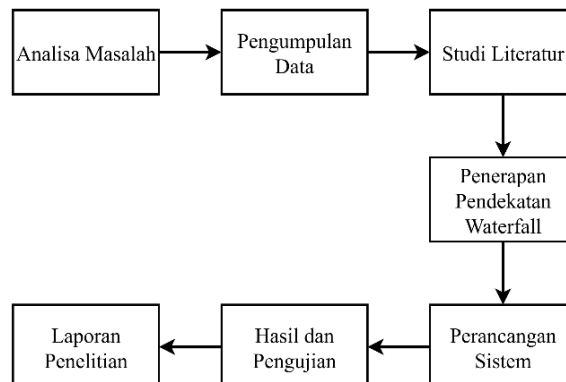 Analisa Masalah
Pengumpulan
Data
Studi Literatur
Penerapan
Pendekatan
Waterfall
Perancangan
Sistem
Hasil dan
Pengujian
Laporan
Penelitian